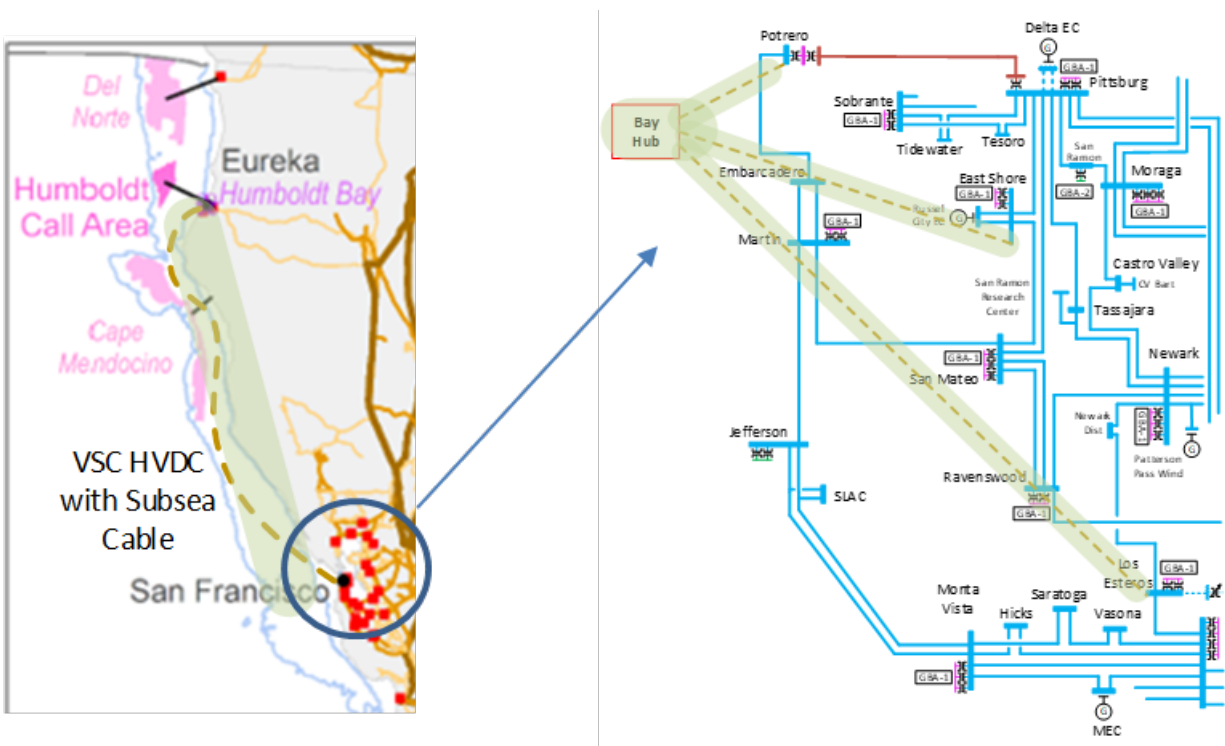 Del
Norte
Eureka
Humboldt
Call Area
Humboldt Bay
Cape
Mendocino
VSC HVDC
with Subsea
Cable
San Francisco
Potrero
Delta EC
G
GBA-1
Pittsburg
Bay
Hub
Sobrante
GBA-1
Tidewater
Tesoro
San
Ramon
GBA-2
Moraga
GBA-1
Embarcadero
East Shore
GBA-1
Russel
City EC
G
GBA-1
Martin
Castro Valley
CV Bart
San Ramon
Research
Center
Tassajara
GBA-1
San Mateo
Newark
Newark
Dist
GBA-1
G
Patterson
Pass Wind
Jefferson
SLAC
Ravenswood
GBA-1
Los
Esteros
GBA-1
Monta
Vista
Hicks
Saratoga
Vasona
GBA-1
G
MEC